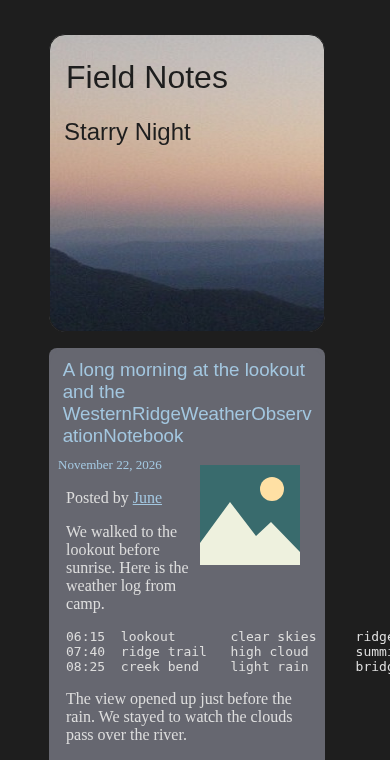 Field Notes
Starry Night
A long morning at the lookout
and the
WesternRidgeWeatherObserv
ationNotebook
November 22, 2026
Posted by June
We walked to the
lookout before
sunrise. Here is the
weather log from
camp.
06:15 lookout clear skies
07:40 ridge trail high cloud
08:25 creek bend light rain
The view opened up just before the
rain. We stayed to watch the clouds
pass over the river.